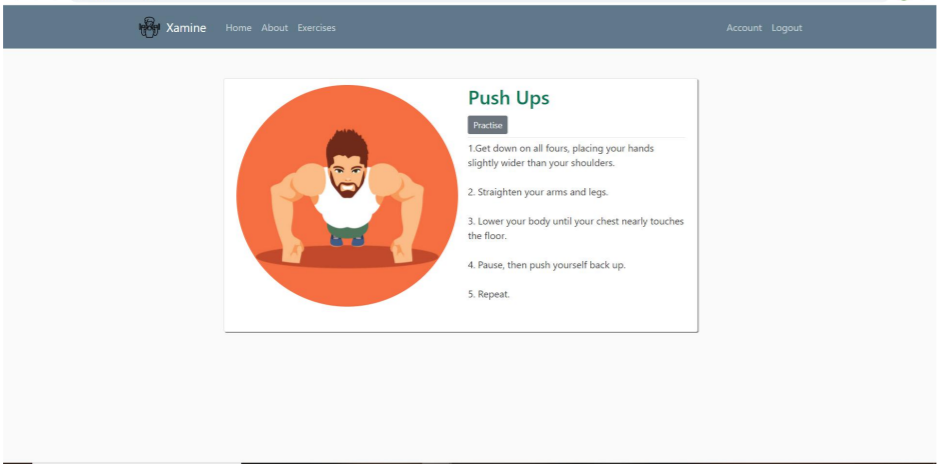 Xamine Home About Exercises Account Logout
Push Ups
Practise
1.Get down on all fours, placing your hands
slightly wider than your shoulders.
2. Straighten your arms and legs.
3. Lower your body until your chest nearly touches
the floor.
4. Pause, then push yourself back up.
5. Repeat.